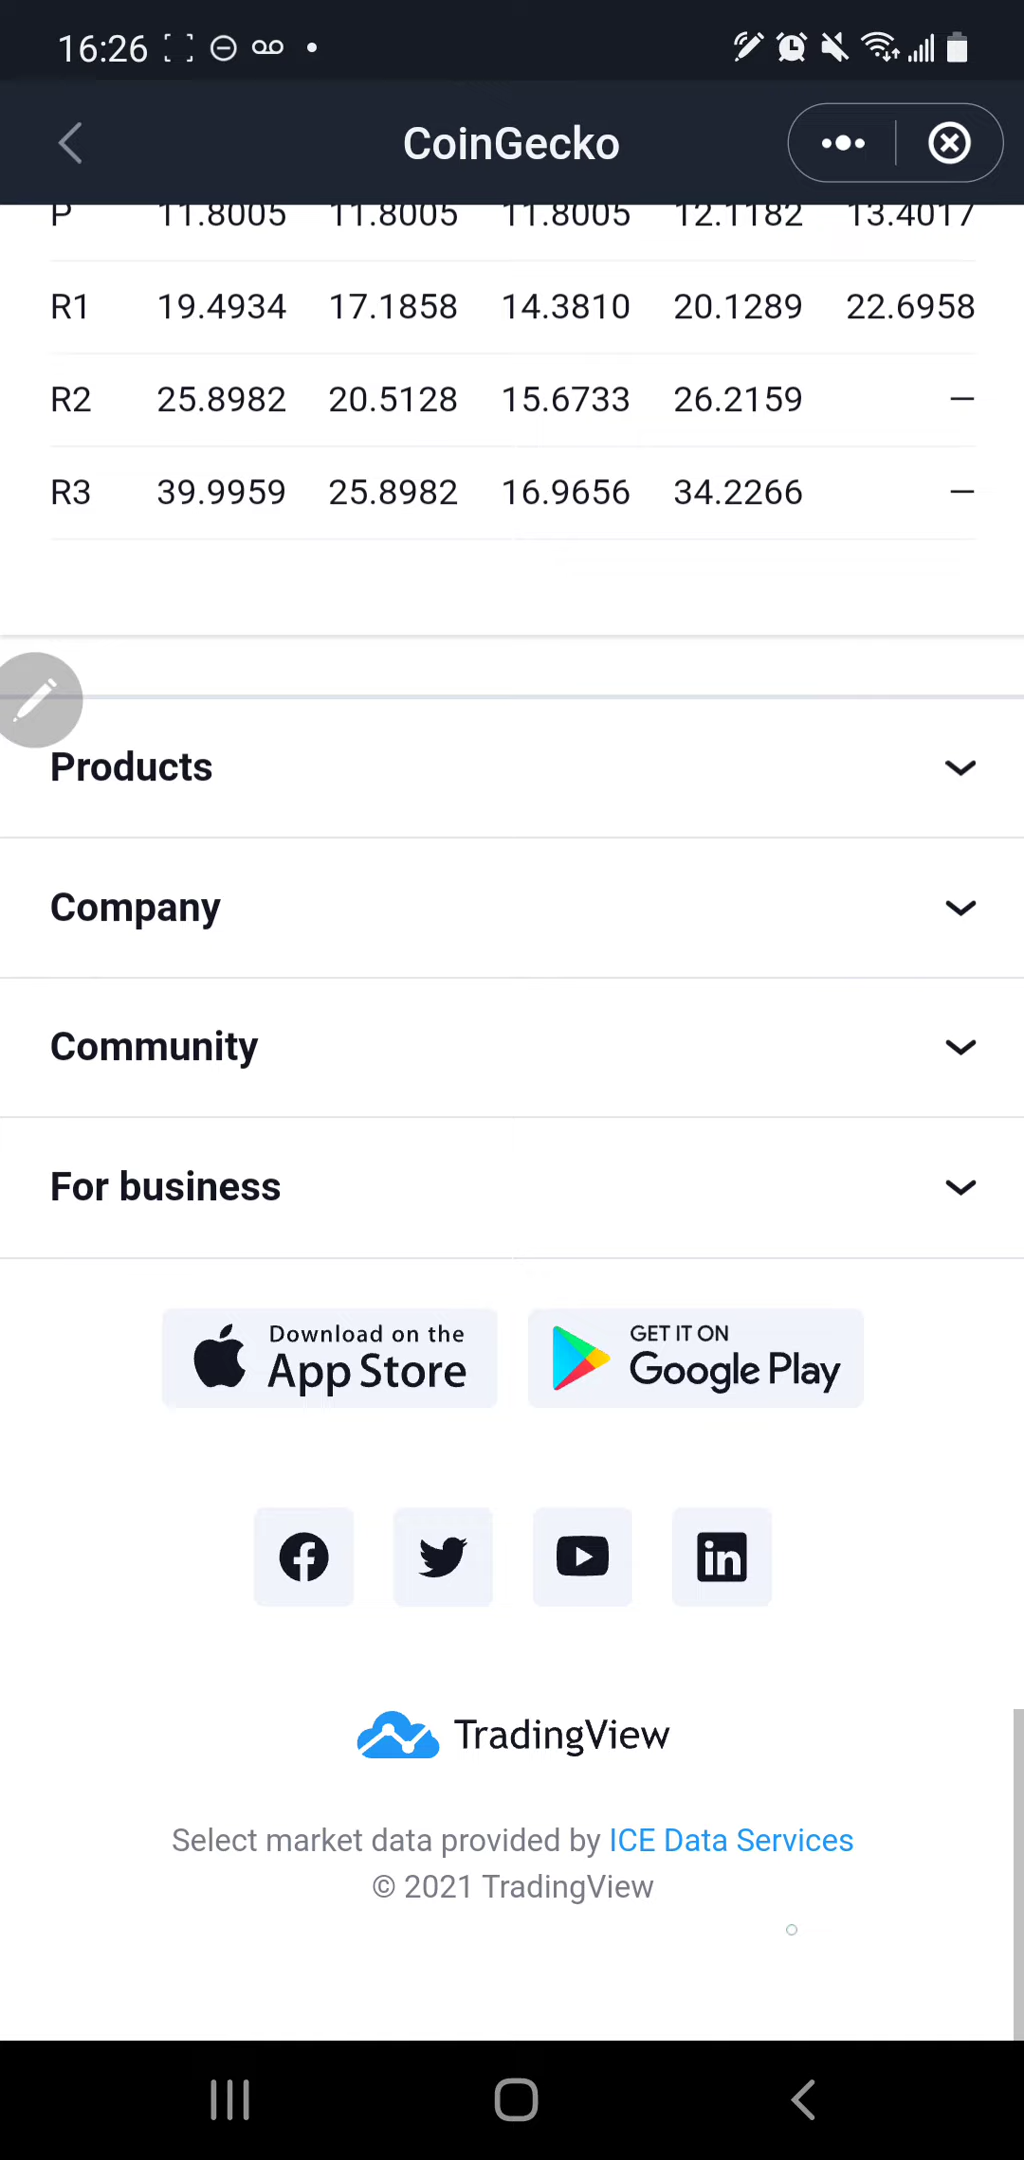 16:26
CoinGecko
P 11.8005 11.8005 11.8005 12.1182 13.4017
R1 19.4934 17.1858 14.3810 20.1289 22.6958
R2 25.8982 20.5128 15.6733 26.2159 —
R3 39.9959 25.8982 16.9656 34.2266 —
Products
Company
Community
For business
Download on the
App Store
GET IT ON
Google Play
TradingView
Select market data provided by ICE Data Services
© 2021 TradingView